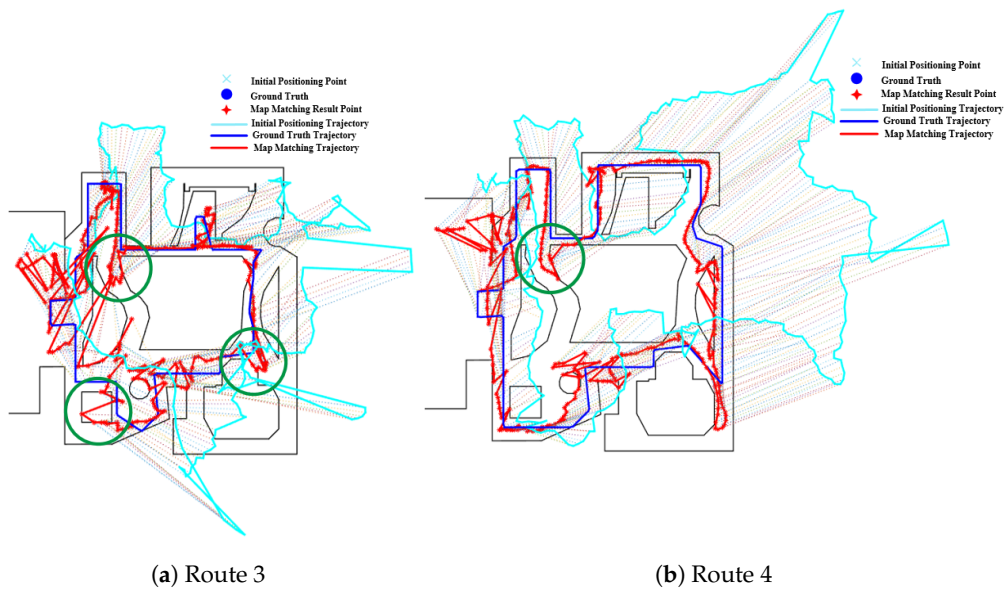 Initial Positioning Point
Ground Truth
Map Matching Result Point
Initial Positioning Trajectory
Ground Truth Trajectory
Map Matching Trajectory
Initial Positioning Point
Ground Truth
Map Matching Result Point
Initial Positioning Trajectory
Ground Truth Trajectory
Map Matching Trajectory
(a) Route 3
(b) Route 4